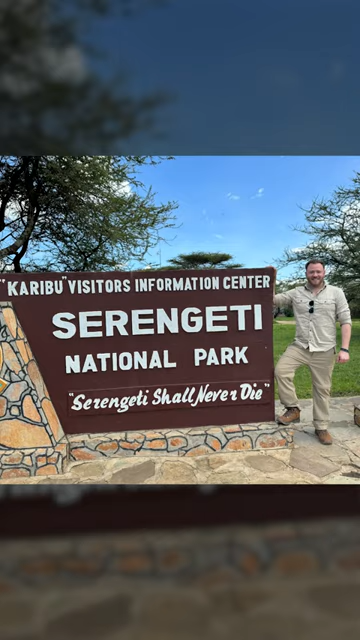 "KARIBU" VISITORS INFORMATION CENTER
SERENGETI
NATIONAL PARK
"Serengeti Shall Never Die"